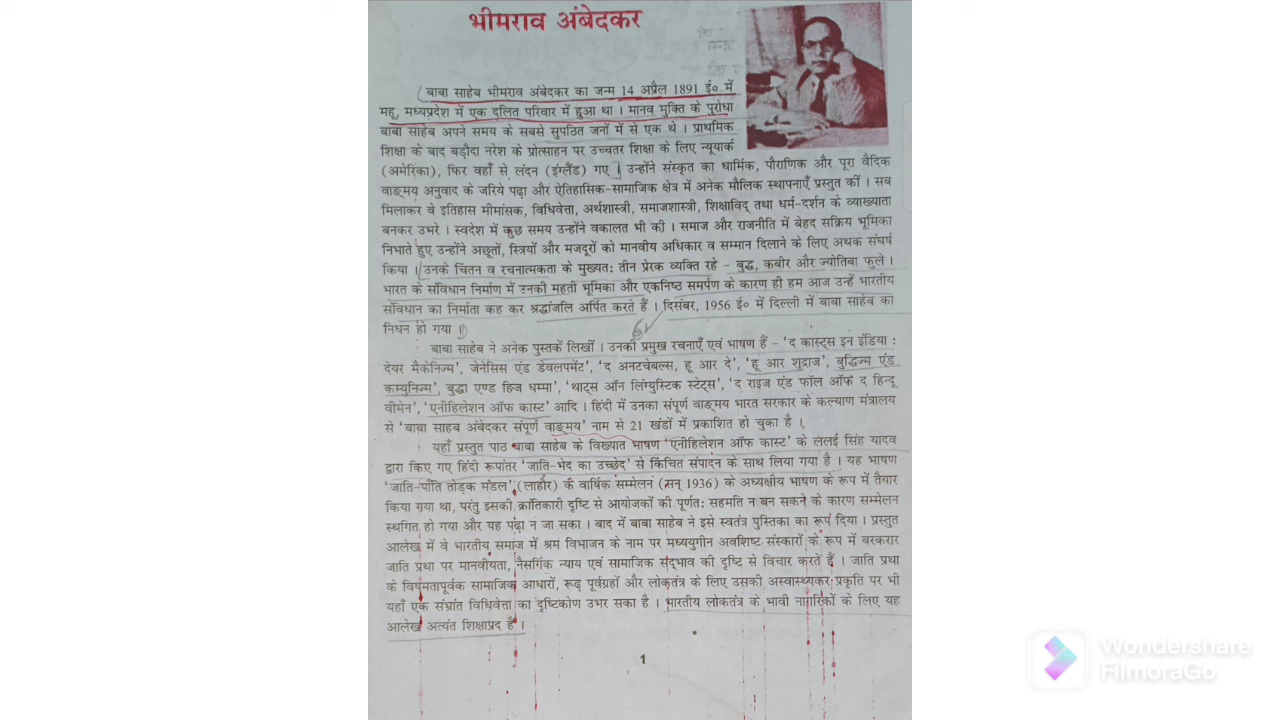 भीमराव अंबेदकर
बाबा साहेब भीमराव अंबेदकर का जन्म 14 अप्रैल 1891 ई० में
महू, मध्यप्रदेश में एक दलित परिवार में हुआ था । मानव मुक्ति के पुरोधा
बाबा साहेब अपने समय के सबसे सुपठित जनों में से एक थे । प्राथमिक
शिक्षा के बाद बड़ौदा नरेश के प्रोत्साहन पर उच्चतर शिक्षा के लिए न्यूयार्क
(अमेरिका), फिर वहाँ से लंदन (इंग्लैंड) गए । उन्होंने संस्कृत का धार्मिक, पौराणिक और पूरा वैदिक
वाङ्मय अनुवाद के जरिये पढ़ा और ऐतिहासिक-सामाजिक क्षेत्र में अनेक मौलिक स्थापनाएँ प्रस्तुत कीं । सब
मिलाकर वे इतिहास मीमांसक, विधिवेत्ता, अर्थशास्त्री, समाजशास्त्री, शिक्षाविद् तथा धर्म-दर्शन के व्याख्याता
बनकर उभरे । स्वदेश में कुछ समय उन्होंने वकालत भी की । समाज और राजनीति में बेहद सक्रिय भूमिका
निभाते हुए उन्होंने अछूतों, स्त्रियों और मजदूरों को मानवीय अधिकार व सम्मान दिलाने के लिए अथक संघर्ष
किया । उनके चिंतन व रचनात्मकता के मुख्यतः तीन प्रेरक व्यक्ति रहे – बुद्ध, कबीर और ज्योतिबा फुले ।
भारत के संविधान निर्माण में उनकी महती भूमिका और एकनिष्ठ समर्पण के कारण ही हम आज उन्हें भारतीय
संविधान का निर्माता कह कर श्रद्धांजलि अर्पित करते हैं । दिसंबर, 1956 ई० में दिल्ली में बाबा साहेब का
निधन हो गया ।
6
बाबा साहेब ने अनेक पुस्तकें लिखीं । उनकी प्रमुख रचनाएँ एवं भाषण हैं – 'द कास्ट्स इन इंडिया :
देयर मैकेनिज्म', जेनेसिस एंड डेवलपमेंट', 'द अनटचेबल्स, हू आर दे', 'हू आर शूद्राज', बुद्धिज्म एंड
कम्युनिज्म', बुद्धा एण्ड हिज धम्मा', 'थाट्स ऑन लिंग्युस्टिक स्टेट्स', 'द राइज एंड फॉल ऑफ द हिन्दू
वीमेन', 'एनीहिलेशन ऑफ कास्ट' आदि । हिंदी में उनका संपूर्ण वाङ्मय भारत सरकार के कल्याण मंत्रालय
से 'बाबा साहब अंबेदकर संपूर्ण वाङ्मय' नाम से 21 खंडों में प्रकाशित हो चुका है ।
यहाँ प्रस्तुत पाठ बाबा साहेब के विख्यात भाषण 'एनीहिलेशन ऑफ कास्ट' के ललई सिंह यादव
द्वारा किए गए हिंदी रूपांतर 'जाति-भेद का उच्छेद' से किंचित संपादन के साथ लिया गया है । यह भाषण
'जाति-पाँति तोड़क मंडल' (लाहौर) के वार्षिक सम्मेलन (सन् 1936) के अध्यक्षीय भाषण के रूप में तैयार
किया गया था, परंतु इसकी क्रांतिकारी दृष्टि से आयोजकों की पूर्णतः सहमति न बन सकने के कारण सम्मेलन
स्थगित हो गया और यह पढ़ा न जा सका । बाद में बाबा साहेब ने इसे स्वतंत्र पुस्तिका का रूप दिया । प्रस्तुत
आलेख में वे भारतीय समाज में श्रम विभाजन के नाम पर मध्ययुगीन अवशिष्ट संस्कारों के रूप में बरकरार
जाति प्रथा पर मानवीयता, नैसर्गिक न्याय एवं सामाजिक सद्भाव की दृष्टि से विचार करते हैं । जाति प्रथा
के विषमतापूर्वक सामाजिक आधारों, रूढ़ पूर्वग्रहों और लोकतंत्र के लिए उसकी अस्वास्थ्यकर प्रकृति पर भी
यहाँ एक संभ्रांत विधिवेत्ता का दृष्टिकोण उभर सका है । भारतीय लोकतंत्र के भावी नागरिकों के लिए यह
आलेख अत्यंत शिक्षाप्रद है ।
1
Wondershare
FilmoraGo